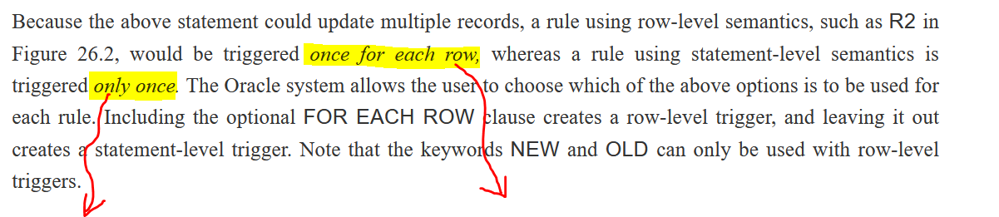 Because the above statement could update multiple records, a rule using row-level semantics, such as R2 in
Figure 26.2, would be triggered once for each row, whereas a rule using statement-level semantics is
triggered only once. The Oracle system allows the user to choose which of the above options is to be used for
each rule. Including the optional FOR EACH ROW clause creates a row-level trigger, and leaving it out
creates a statement-level trigger. Note that the keywords NEW and OLD can only be used with row-level
triggers.